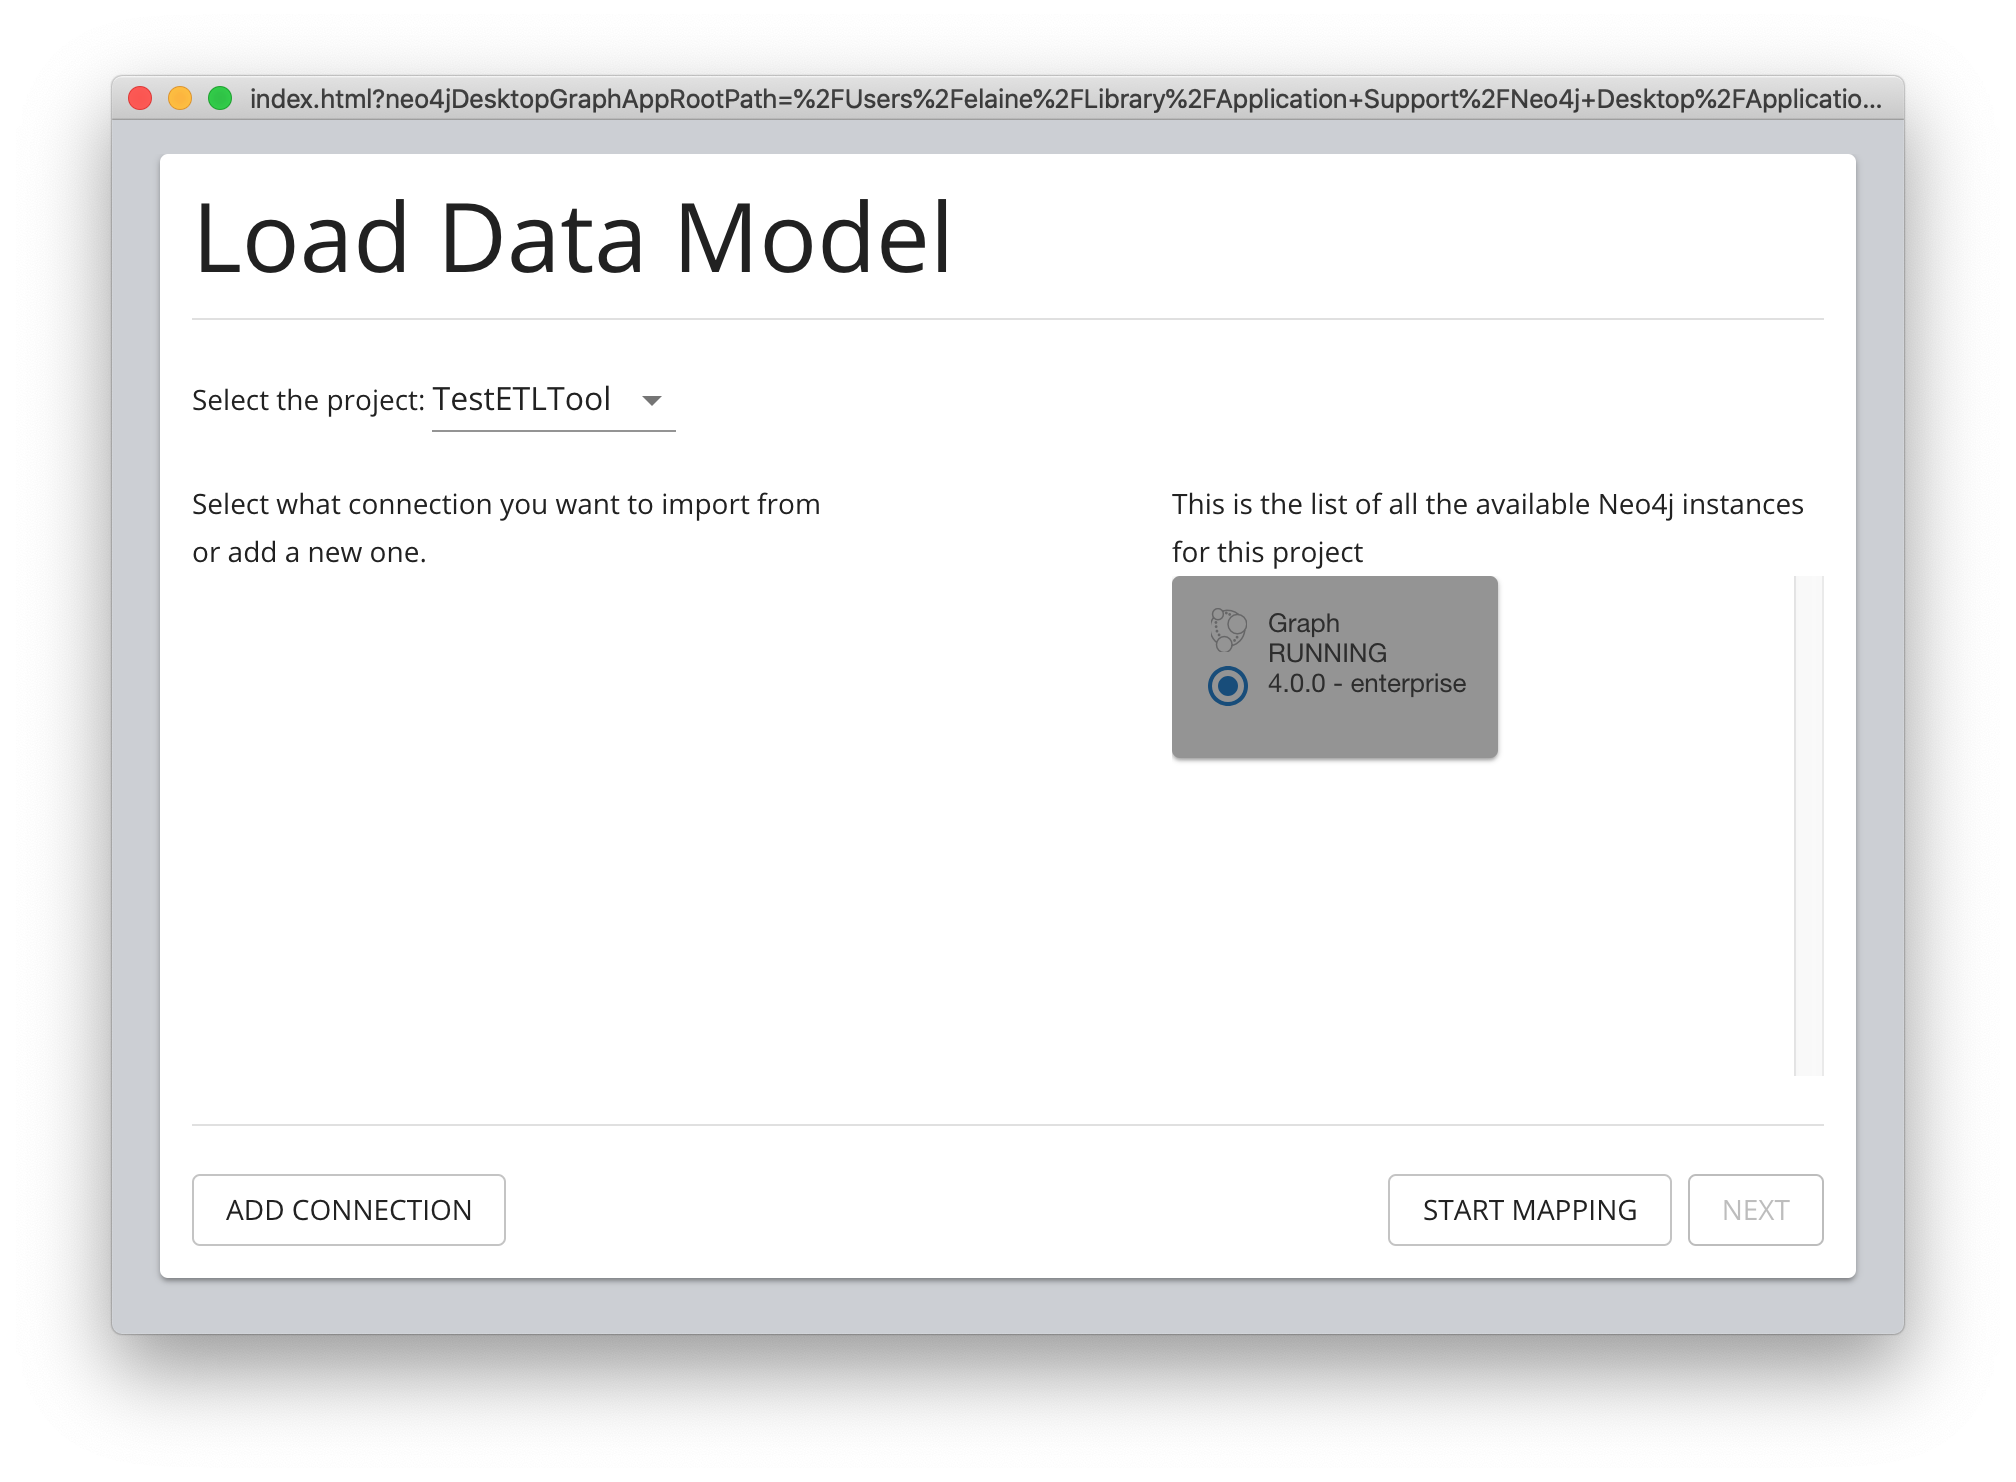 index.html?neo4jDesktopGraphAppRootPath=%2FUsers%2Felaine%2FLibrary%2FApplication+Support%2FNeo4j+Desktop%2FApplicatio...
Load Data Model
Select the project: TestETLTool
Select what connection you want to import from
or add a new one.
This is the list of all the available Neo4j instances
for this project
Graph
RUNNING
4.0.0 - enterprise
ADD CONNECTION
START MAPPING
NEXT